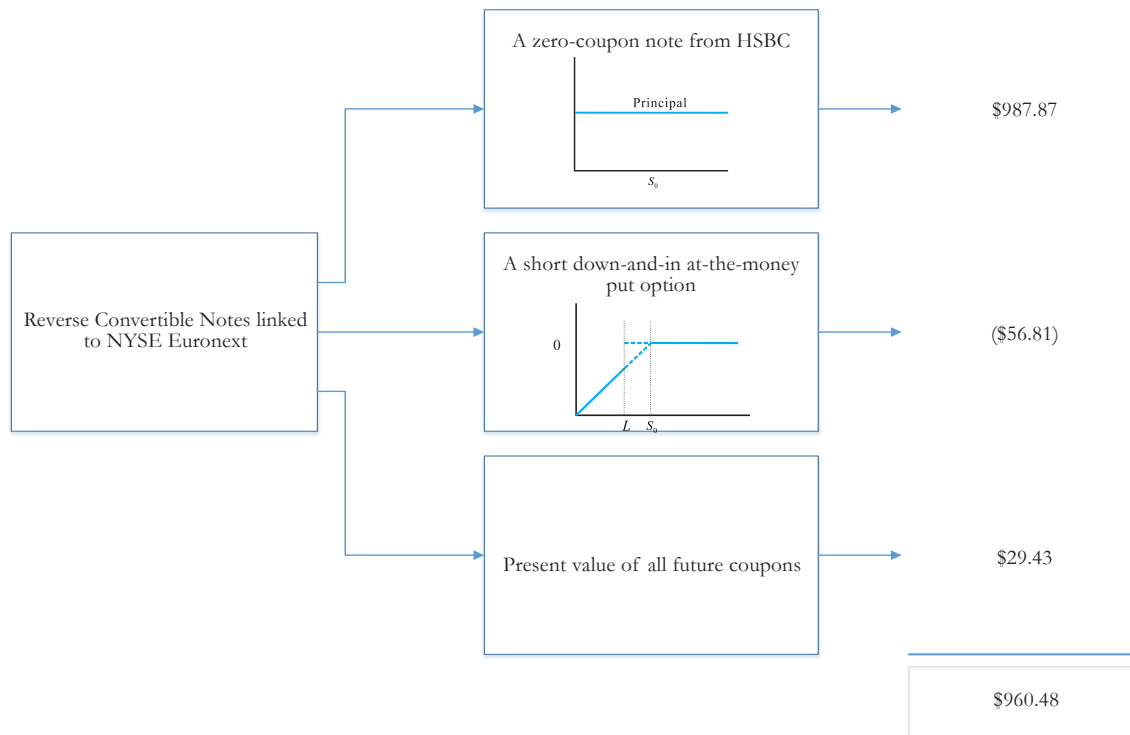 A zero-coupon note from HSBC
Principal
S₀
$987.87
Reverse Convertible Notes linked
to NYSE Euronext
A short down-and-in at-the-money
put option
0
L S₀
($56.81)
Present value of all future coupons
$29.43
$960.48